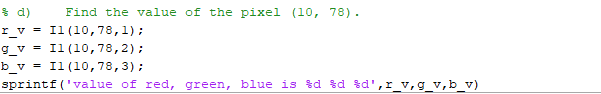 % d)    Find the value of the pixel (10, 78).
r_v = I1(10,78,1);
g_v = I1(10,78,2);
b_v = I1(10,78,3);
sprintf('value of red, green, blue is %d %d %d',r_v,g_v,b_v)